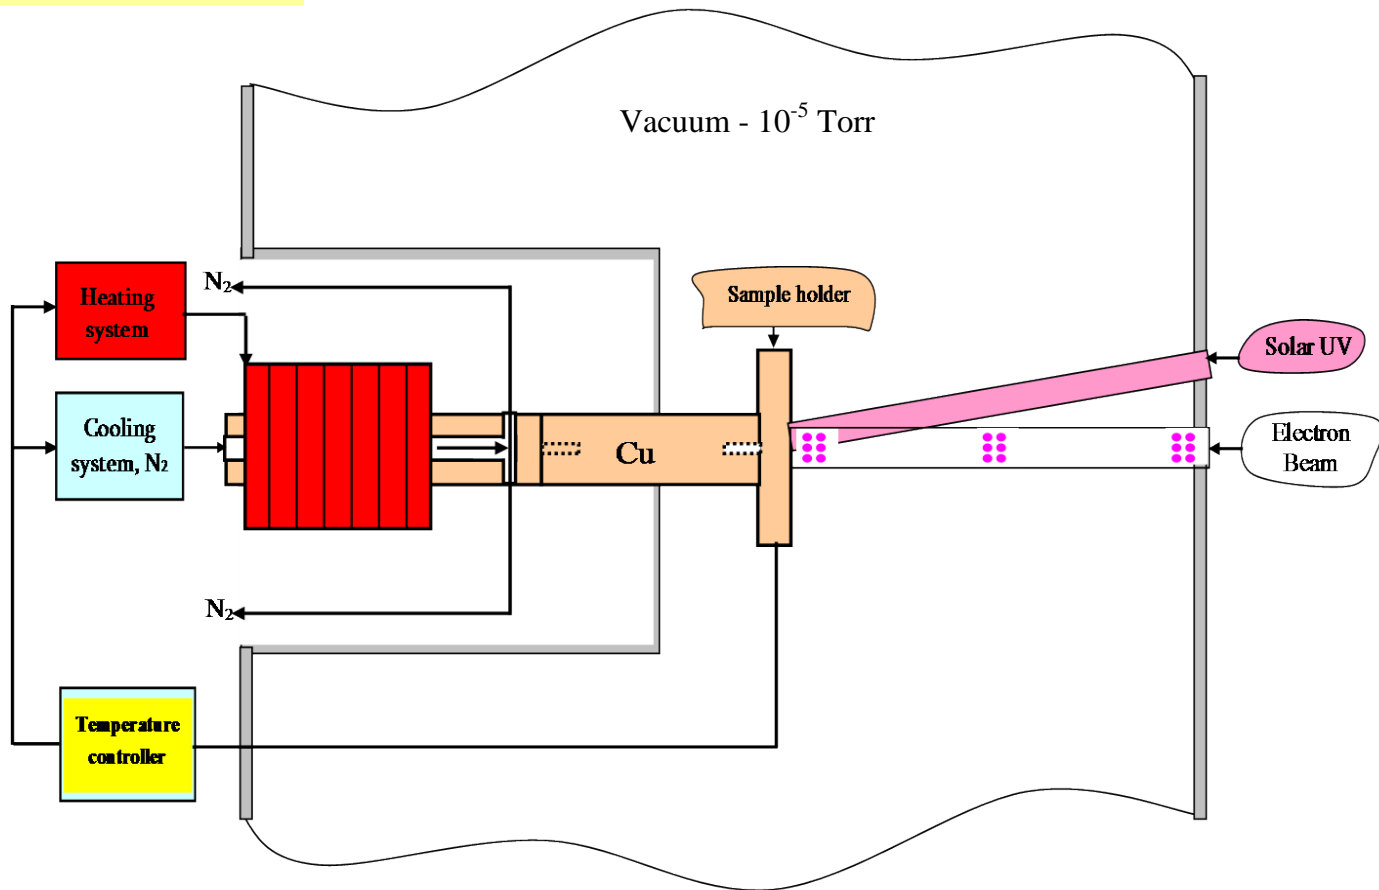 Vacuum - 10⁻⁵ Torr
Heating
system
N₂
Sample holder
Solar UV
Cooling
system, N₂
Cu
Electron
Beam
N₂
Temperature
controller